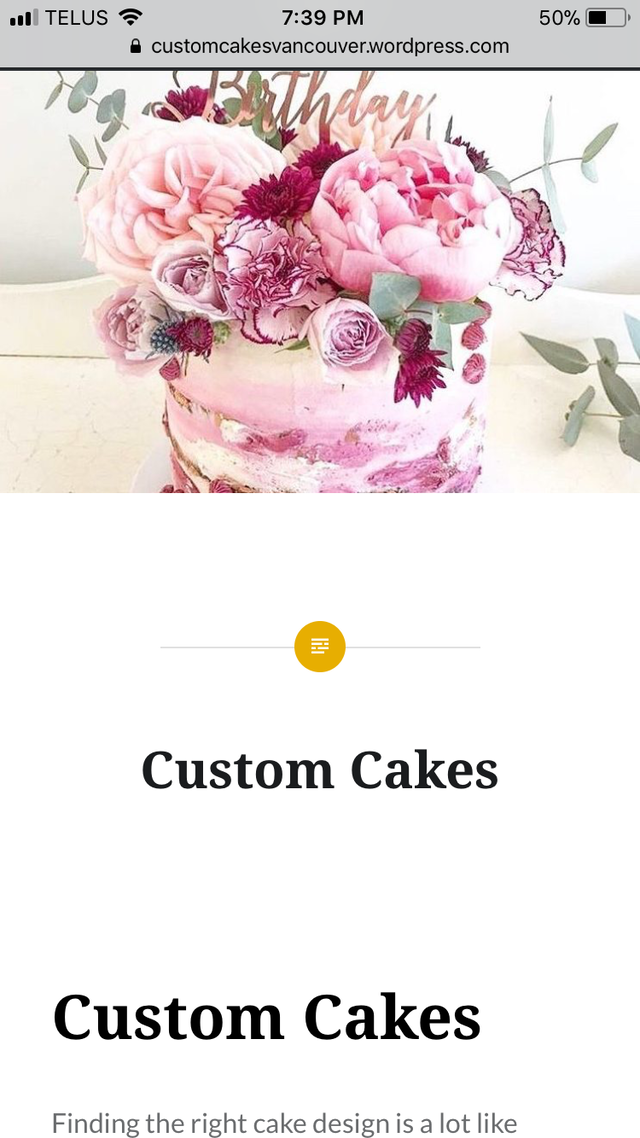 TELUS 7:39 PM 50%
customcakesvancouver.wordpress.com
Birthday
Custom Cakes
Custom Cakes
Finding the right cake design is a lot like